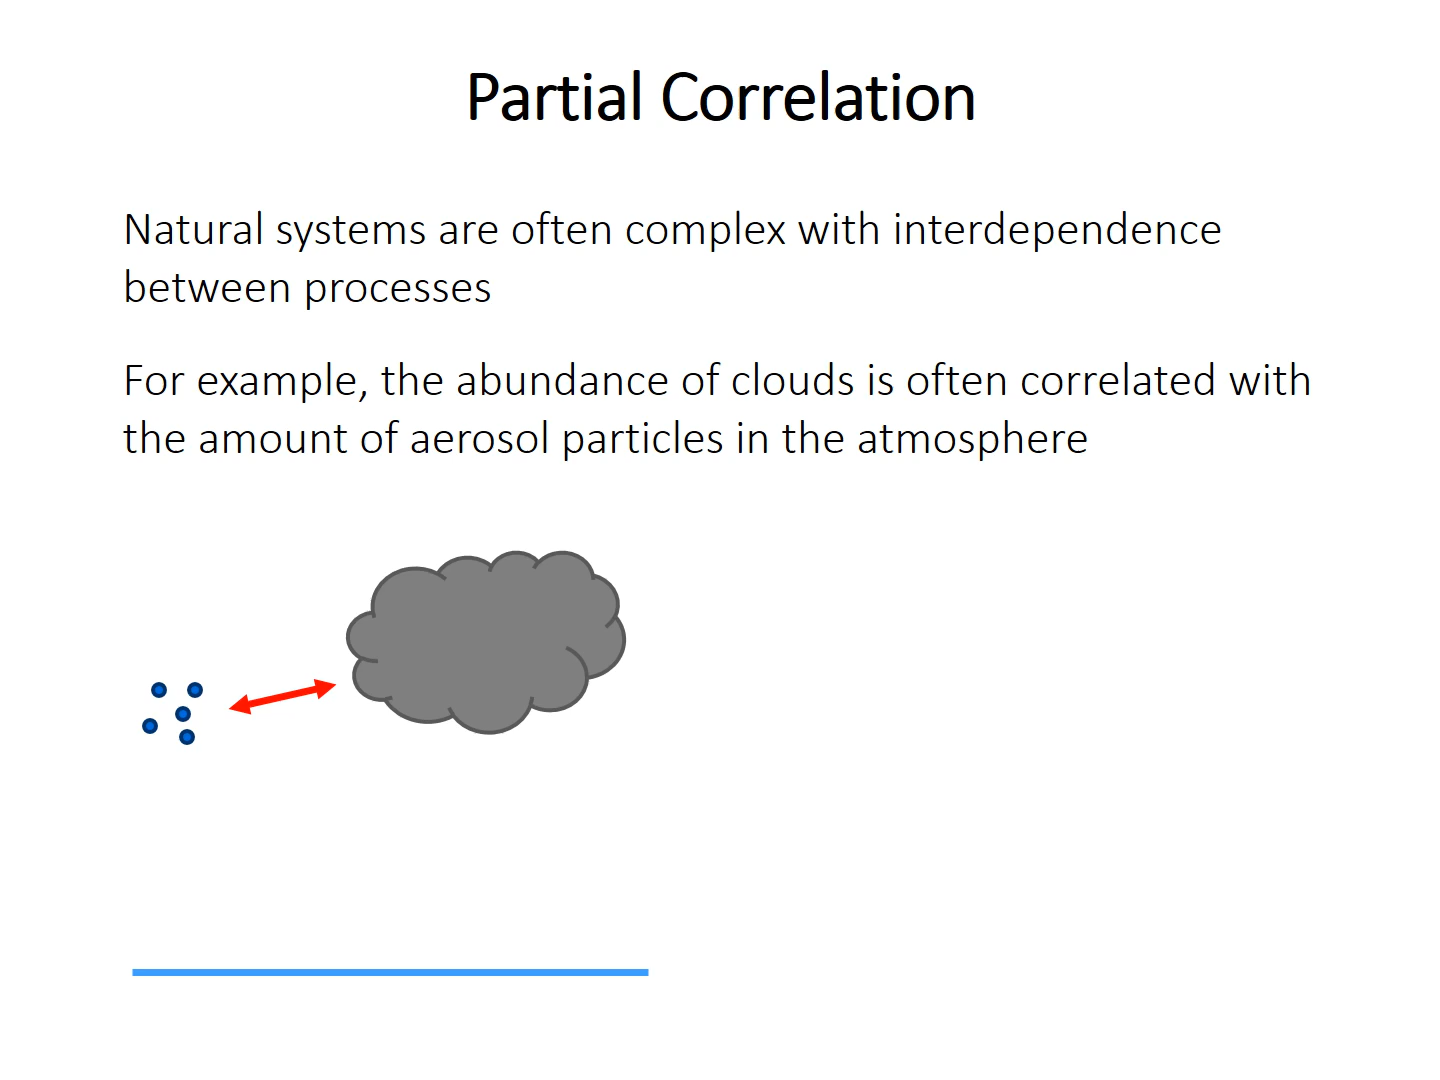 Partial Correlation
Natural systems are often complex with interdependence
between processes
For example, the abundance of clouds is often correlated with
the amount of aerosol particles in the atmosphere